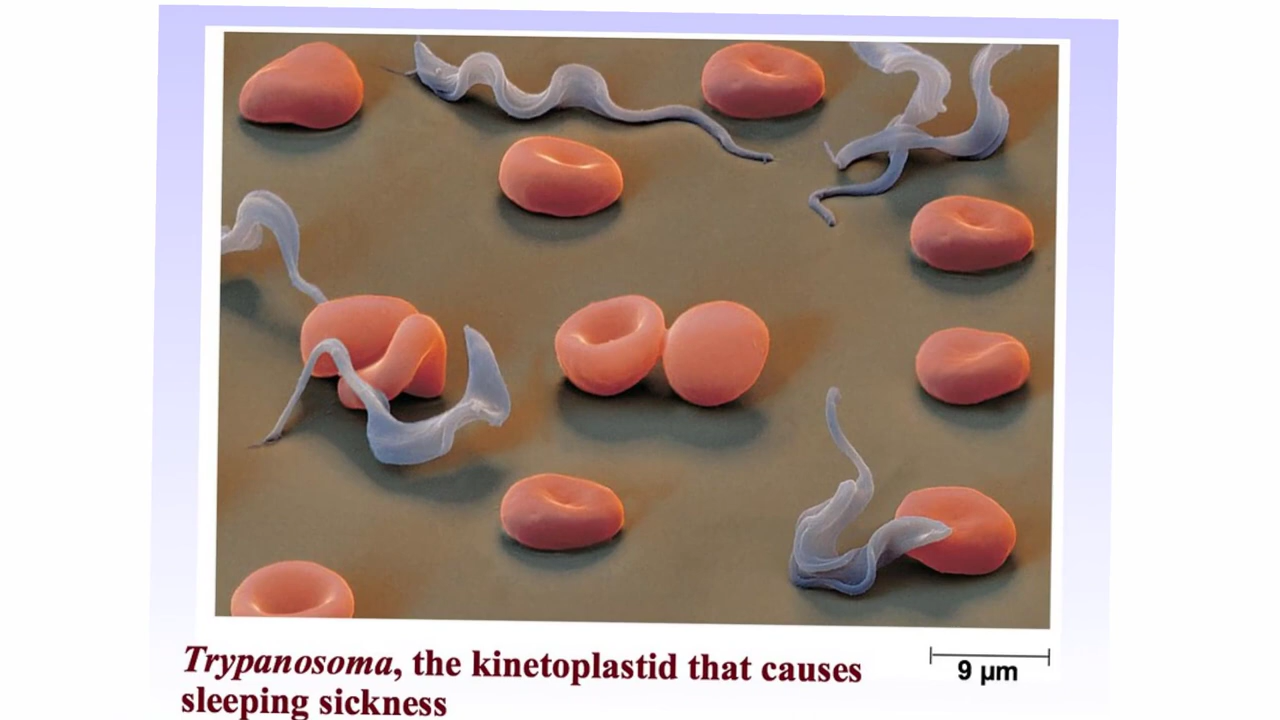 Trypanosoma, the kinetoplastid that causes
sleeping sickness
9 μm